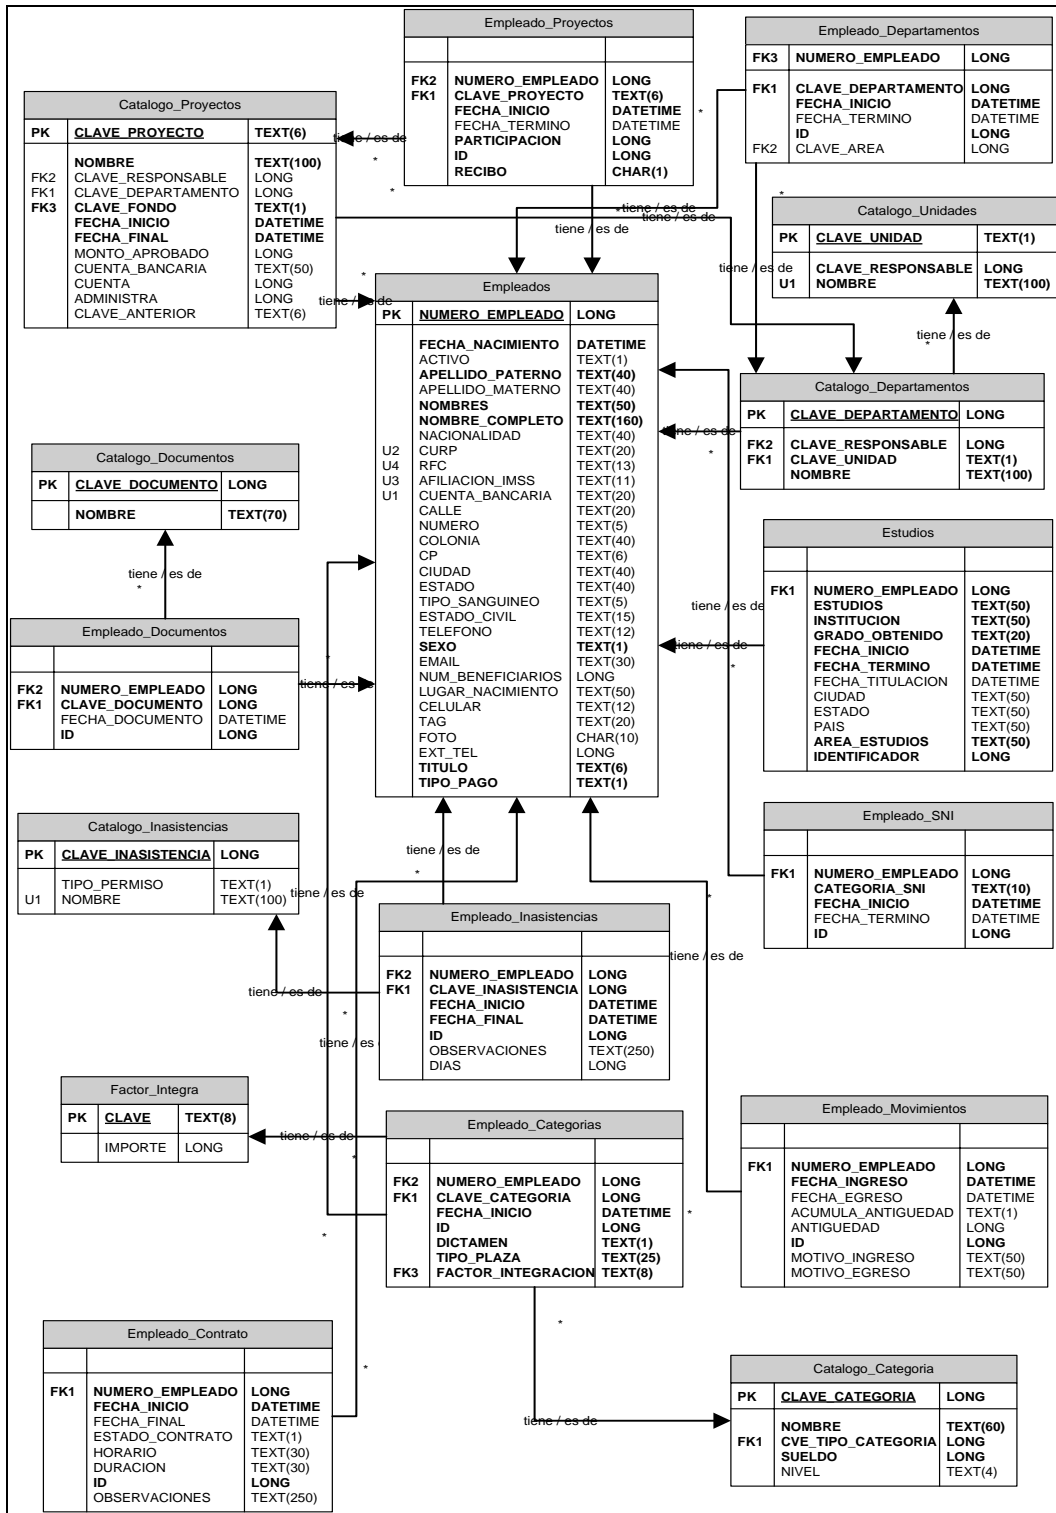 Empleado_Proyectos
FK2 NUMERO_EMPLEADO LONG
FK1 CLAVE_PROYECTO TEXT(6)
FECHA_INICIO DATETIME
FECHA_TERMINO DATETIME
PARTICIPACION LONG
ID LONG
RECIBO CHAR(1)
Empleado_Departamentos
FK3 NUMERO_EMPLEADO LONG
FK1 CLAVE_DEPARTAMENTO LONG
FECHA_INICIO DATETIME
FECHA_TERMINO DATETIME
ID LONG
FK2 CLAVE_AREA LONG
Catalogo_Proyectos
PK CLAVE_PROYECTO TEXT(6)
NOMBRE TEXT(100)
FK2 CLAVE_RESPONSABLE LONG
FK1 CLAVE_DEPARTAMENTO LONG
FK3 CLAVE_FONDO TEXT(1)
FECHA_INICIO DATETIME
FECHA_FINAL DATETIME
MONTO_APROBADO LONG
CUENTA_BANCARIA TEXT(50)
CUENTA LONG
ADMINISTRA LONG
CLAVE_ANTERIOR TEXT(6)
tiene / es de
*
*
*
tiene / es de
*
tiene / es de
tiene / es de
*
tiene / es de
*
tiene / es de
Catalogo_Unidades
PK CLAVE_UNIDAD TEXT(1)
CLAVE_RESPONSABLE LONG
U1 NOMBRE TEXT(100)
tiene / es de
*
*
Empleados
PK NUMERO_EMPLEADO LONG
FECHA_NACIMIENTO DATETIME
ACTIVO TEXT(1)
APELLIDO_PATERNO TEXT(40)
APELLIDO_MATERNO TEXT(40)
NOMBRES TEXT(50)
NOMBRE_COMPLETO TEXT(160)
NACIONALIDAD TEXT(40)
U2 CURP TEXT(20)
U4 RFC TEXT(13)
U3 AFILIACION_IMSS TEXT(11)
U1 CUENTA_BANCARIA TEXT(20)
CALLE TEXT(20)
NUMERO TEXT(5)
COLONIA TEXT(40)
CP TEXT(6)
CIUDAD TEXT(40)
ESTADO TEXT(40)
TIPO_SANGUINEO TEXT(5)
ESTADO_CIVIL TEXT(15)
TELEFONO TEXT(12)
SEXO TEXT(1)
EMAIL TEXT(30)
NUM_BENEFICIARIOS LONG
LUGAR_NACIMIENTO TEXT(50)
CELULAR TEXT(12)
TAG TEXT(20)
FOTO CHAR(10)
EXT_TEL LONG
TITULO TEXT(6)
TIPO_PAGO TEXT(1)
Catalogo_Departamentos
PK CLAVE_DEPARTAMENTO LONG
FK2 CLAVE_RESPONSABLE LONG
FK1 CLAVE_UNIDAD TEXT(1)
NOMBRE TEXT(100)
tiene / es de
*
Catalogo_Documentos
PK CLAVE_DOCUMENTO LONG
NOMBRE TEXT(70)
tiene / es de
*
Estudios
FK1 NUMERO_EMPLEADO LONG
ESTUDIOS TEXT(50)
INSTITUCION TEXT(50)
GRADO_OBTENIDO TEXT(20)
FECHA_INICIO DATETIME
FECHA_TERMINO DATETIME
FECHA_TITULACION DATETIME
CIUDAD TEXT(50)
ESTADO TEXT(50)
PAIS TEXT(50)
AREA_ESTUDIOS TEXT(50)
IDENTIFICADOR LONG
tiene / es de
tiene / es de
*
Empleado_Documentos
FK2 NUMERO_EMPLEADO LONG
FK1 CLAVE_DOCUMENTO LONG
FECHA_DOCUMENTO DATETIME
ID LONG
*
tiene / es de
*
Catalogo_Inasistencias
PK CLAVE_INASISTENCIA LONG
TIPO_PERMISO TEXT(1)
U1 NOMBRE TEXT(100)
Empleado_SNI
FK1 NUMERO_EMPLEADO LONG
CATEGORIA_SNI TEXT(10)
FECHA_INICIO DATETIME
FECHA_TERMINO DATETIME
ID LONG
tiene / es de
*
tiene / es de
*
Empleado_Inasistencias
FK2 NUMERO_EMPLEADO LONG
FK1 CLAVE_INASISTENCIA LONG
FECHA_INICIO DATETIME
FECHA_FINAL DATETIME
ID LONG
OBSERVACIONES TEXT(250)
DIAS LONG
tiene / es de
tiene / es de
*
tiene / es
Factor_Integra
PK CLAVE TEXT(8)
IMPORTE LONG
tiene / es de
*
Empleado_Categorias
FK2 NUMERO_EMPLEADO LONG
FK1 CLAVE_CATEGORIA LONG
FECHA_INICIO DATETIME
ID LONG
DICTAMEN TEXT(1)
TIPO_PLAZA TEXT(25)
FK3 FACTOR_INTEGRACION TEXT(8)
*
*
*
Empleado_Movimientos
FK1 NUMERO_EMPLEADO LONG
FECHA_INGRESO DATETIME
FECHA_EGRESO DATETIME
ACUMULA_ANTIGUEDAD TEXT(1)
ANTIGUEDAD LONG
ID LONG
MOTIVO_INGRESO TEXT(50)
MOTIVO_EGRESO TEXT(50)
Empleado_Contrato
FK1 NUMERO_EMPLEADO LONG
FECHA_INICIO DATETIME
FECHA_FINAL DATETIME
ESTADO_CONTRATO TEXT(1)
HORARIO TEXT(30)
DURACION TEXT(30)
ID LONG
OBSERVACIONES TEXT(250)
*
tiene / es de
Catalogo_Categoria
PK CLAVE_CATEGORIA LONG
NOMBRE TEXT(60)
FK1 CVE_TIPO_CATEGORIA LONG
SUELDO LONG
NIVEL TEXT(4)